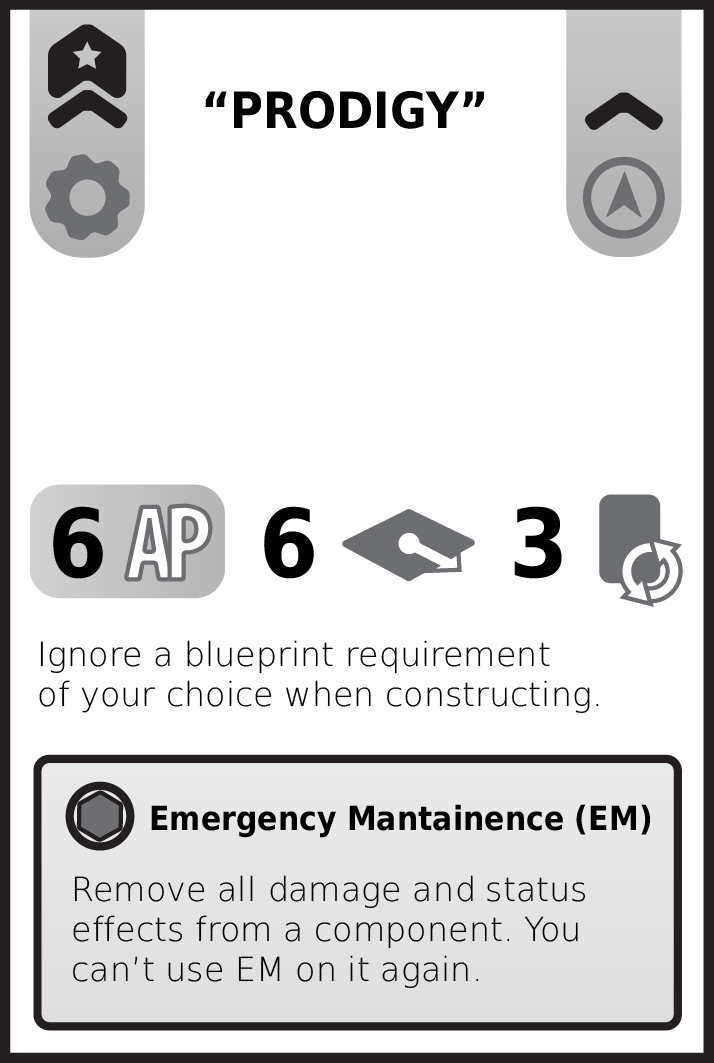 “PRODIGY”
6 AP 6 3
Ignore a blueprint requirement
of your choice when constructing.
Emergency Mantainence (EM)
Remove all damage and status
effects from a component. You
can’t use EM on it again.